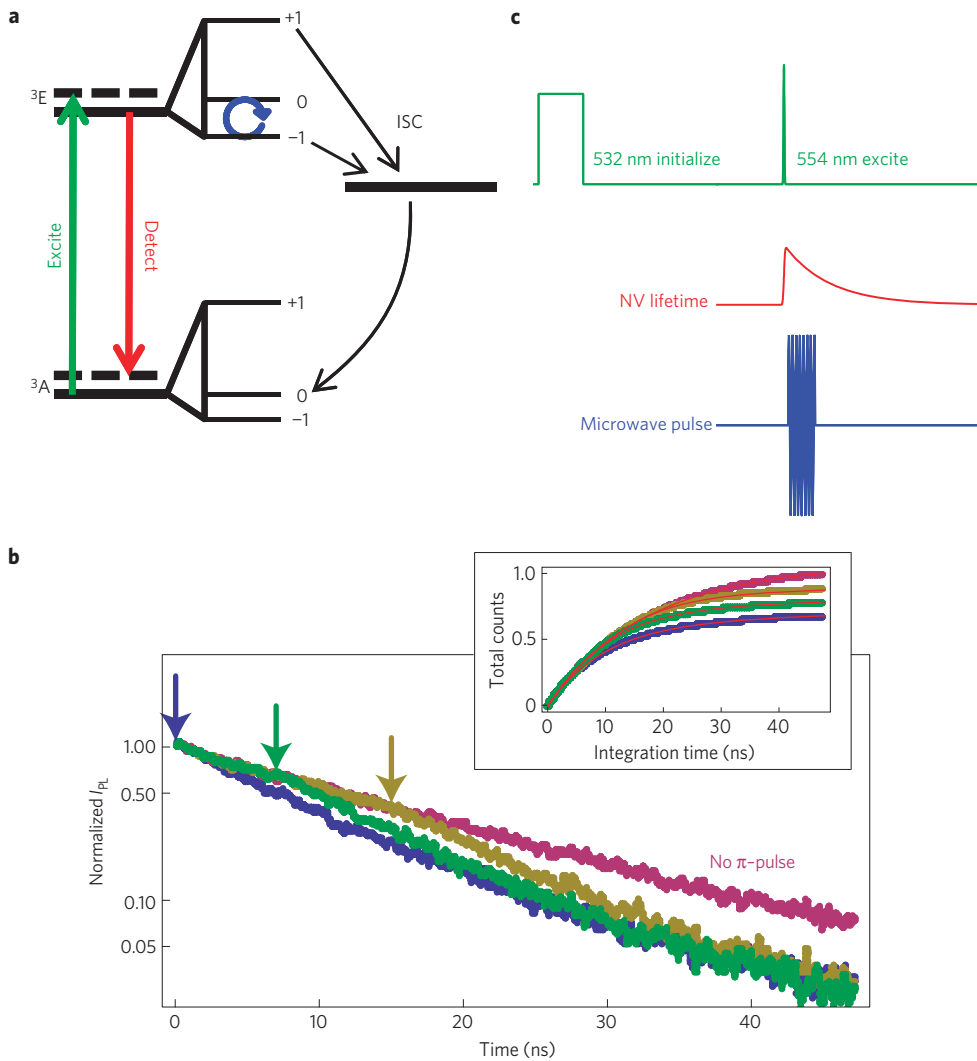 a
+1
³E
0
−1
ISC
Excite
Detect
+1
³A
0
−1
c
532 nm initialize
554 nm excite
NV lifetime
Microwave pulse
b
1.0
0.5
0
Total counts
0
10
20
30
40
Integration time (ns)
1.00
0.50
0.10
0.05
Normalized I_PL
No π-pulse
0
10
20
30
40
Time (ns)